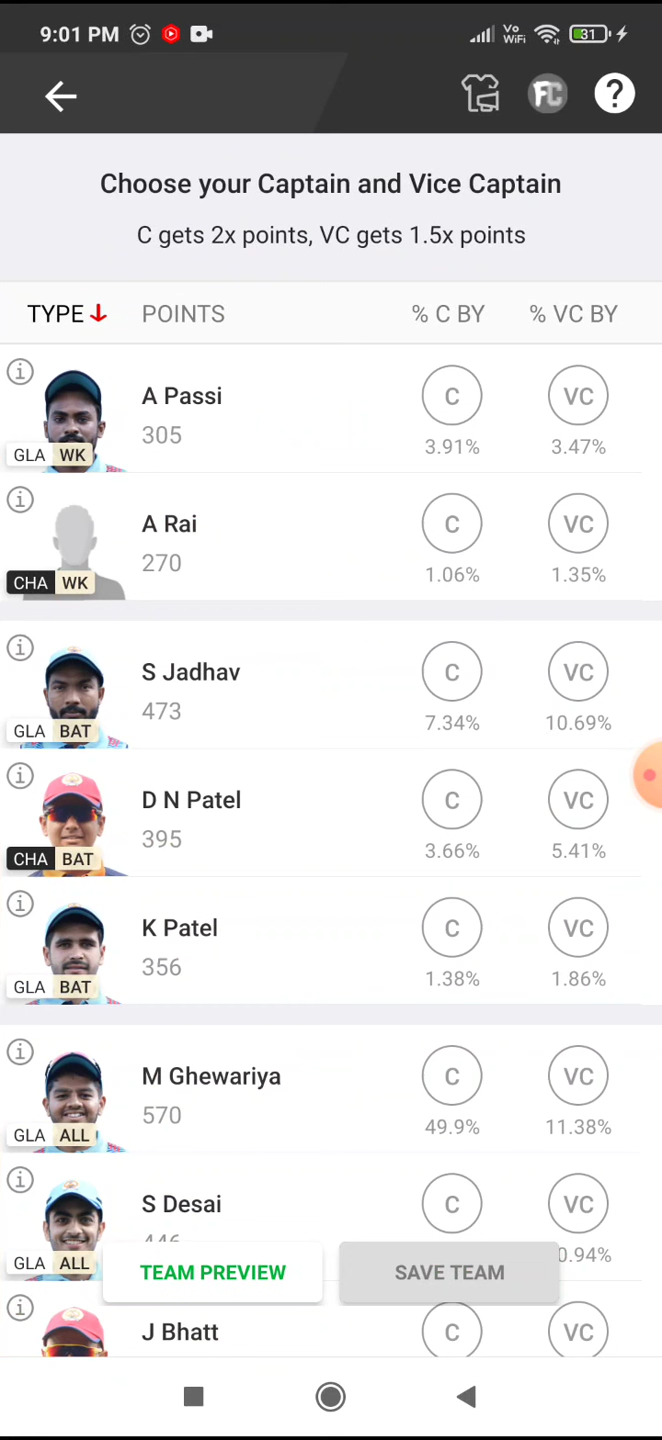 9:01 PM
Vo WiFi 31
FC ?
Choose your Captain and Vice Captain
C gets 2x points, VC gets 1.5x points
TYPE POINTS % C BY % VC BY
A Passi
305
C VC
3.91% 3.47%
GLA WK
A Rai
270
C VC
1.06% 1.35%
CHA WK
S Jadhav
473
C VC
7.34% 10.69%
GLA BAT
D N Patel
395
C VC
3.66% 5.41%
CHA BAT
K Patel
356
C VC
1.38% 1.86%
GLA BAT
M Ghewariya
570
C VC
49.9% 11.38%
GLA ALL
S Desai
C VC
GLA ALL
TEAM PREVIEW SAVE TEAM
J Bhatt
C VC